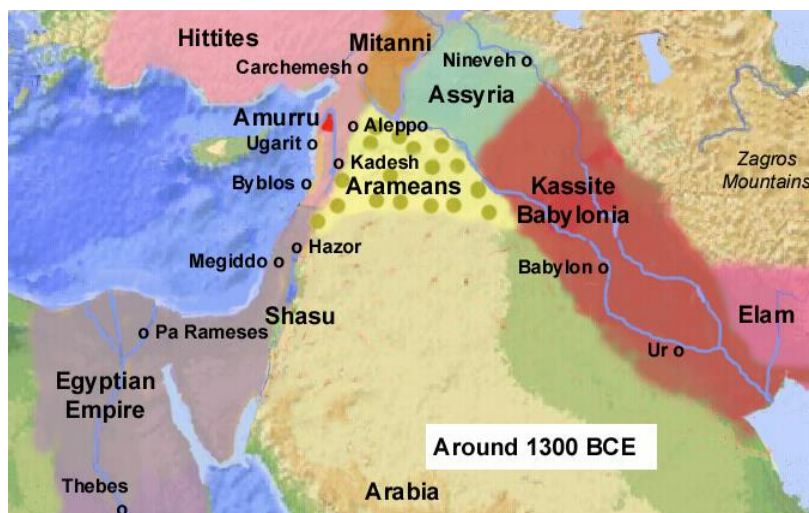 Hittites
Mitanni
Carchemesh
Nineveh
Assyria
Amurru
Aleppo
Ugarit
Kadesh
Zagros
Mountains
Byblos
Arameans
Kassite
Babylonia
Hazor
Megiddo
Babylon
Shasu
Elam
Pa Rameses
Ur
Egyptian
Empire
Around 1300 BCE
Thebes
Arabia